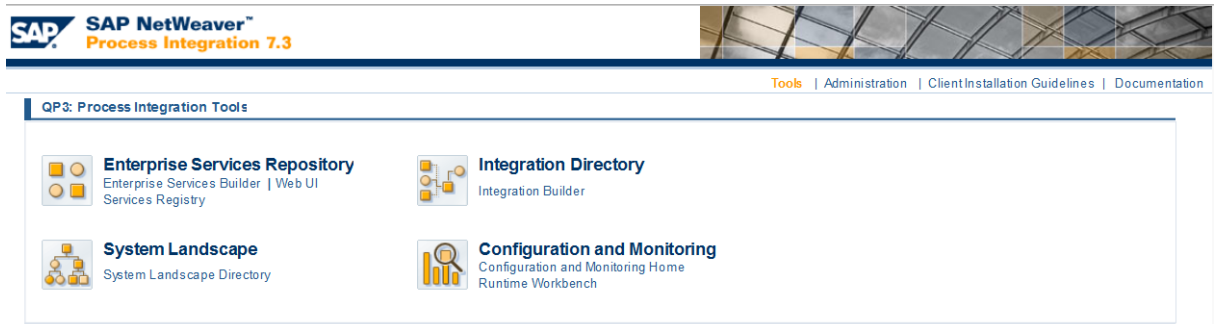 SAP
SAP NetWeaver™
Process Integration 7.3
Tools | Administration | Client Installation Guidelines | Documentation
QP3: Process Integration Tools
Enterprise Services Repository
Enterprise Services Builder | Web UI
Services Registry
Integration Directory
Integration Builder
System Landscape
System Landscape Directory
Configuration and Monitoring
Configuration and Monitoring Home
Runtime Workbench